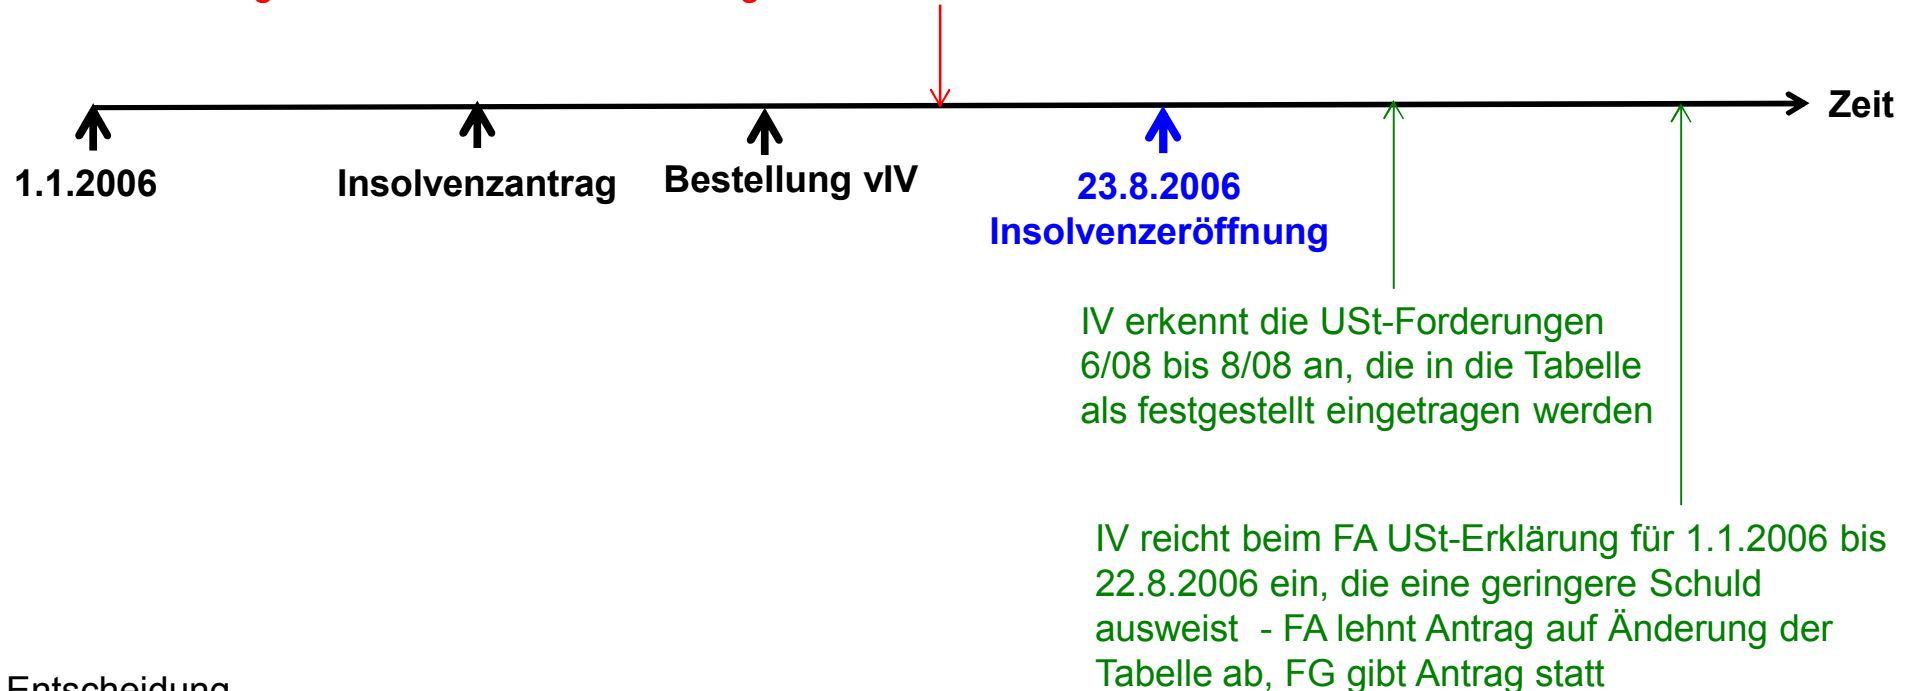 Zeit
1.1.2006
Insolvenzantrag
Bestellung vIV
23.8.2006
Insolvenzeröffnung
IV erkennt die USt-Forderungen
6/08 bis 8/08 an, die in die Tabelle
als festgestellt eingetragen werden
IV reicht beim FA USt-Erklärung für 1.1.2006 bis
22.8.2006 ein, die eine geringere Schuld
ausweist - FA lehnt Antrag auf Änderung der
Tabelle ab, FG gibt Antrag statt
Entscheidung